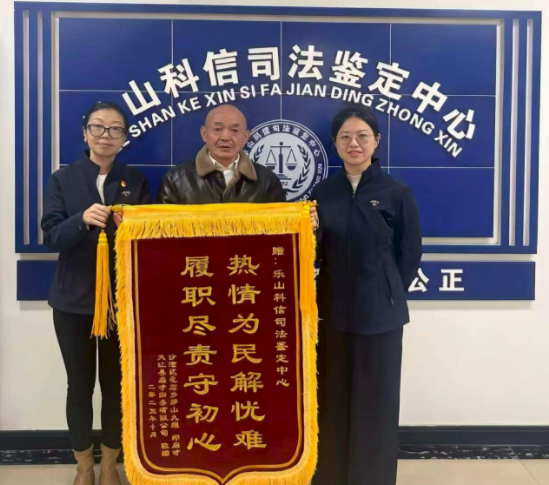 山科信司法鉴定中心
E SHAN KE XIN SI FA JIAN DING ZHONG XIN
公正
赠：乐山科信司法鉴定中心
热情为民解忧难
履职尽责守初心
二零二五年十月